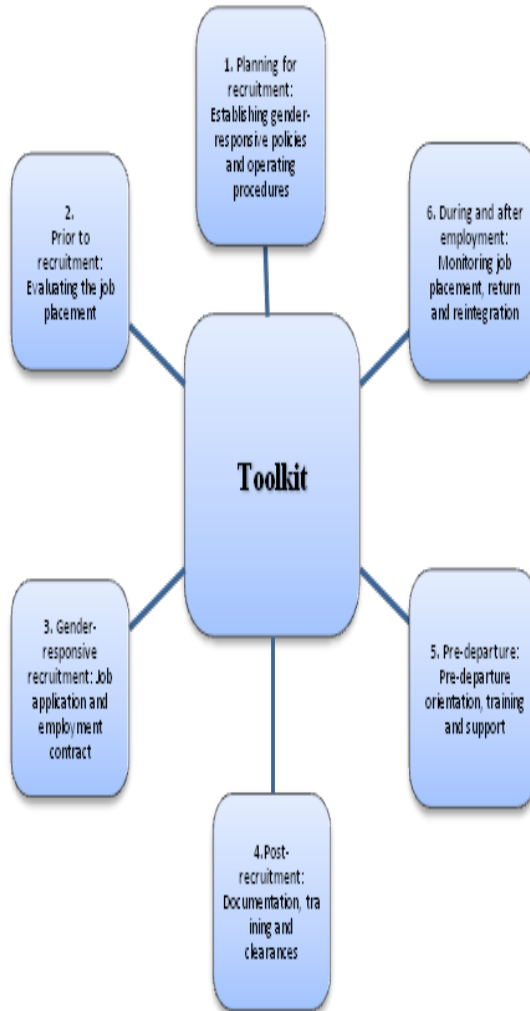 1. Planning for
recruitment:
Establishing gender-
responsive policies
and operating
procedures
2.
Prior to
recruitment:
Evaluating the job
placement
6. During and after
employment:
Monitoring job
placement, return
and reintegration
Toolkit
3. Gender-
responsive
recruitment: Job
application and
employment
contract
5. Pre-departure:
Pre-departure
orientation, training
and support
4.Post-
recruitment:
Documentation, tra
ining and
clearances